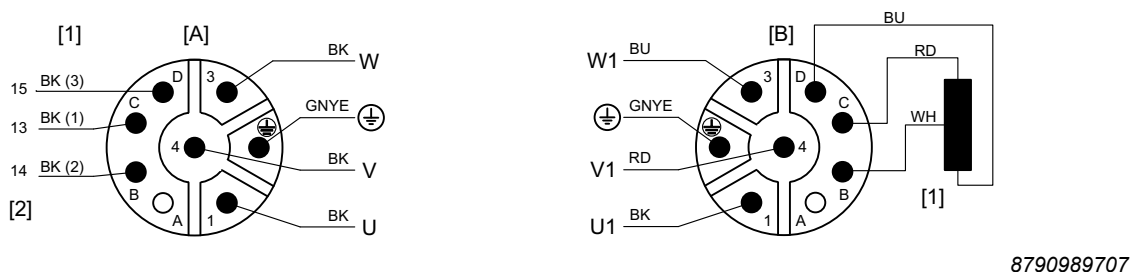 [1] [A] [B] BU
BK W W1 BU RD
15 BK (3) D 3 3 D
C C
13 BK (1) GNYE GNYE WH
4 4
14 BK (2) BK V V1 RD
B B
[2] A 1 BK U U1 BK 1 A [1]
8790989707